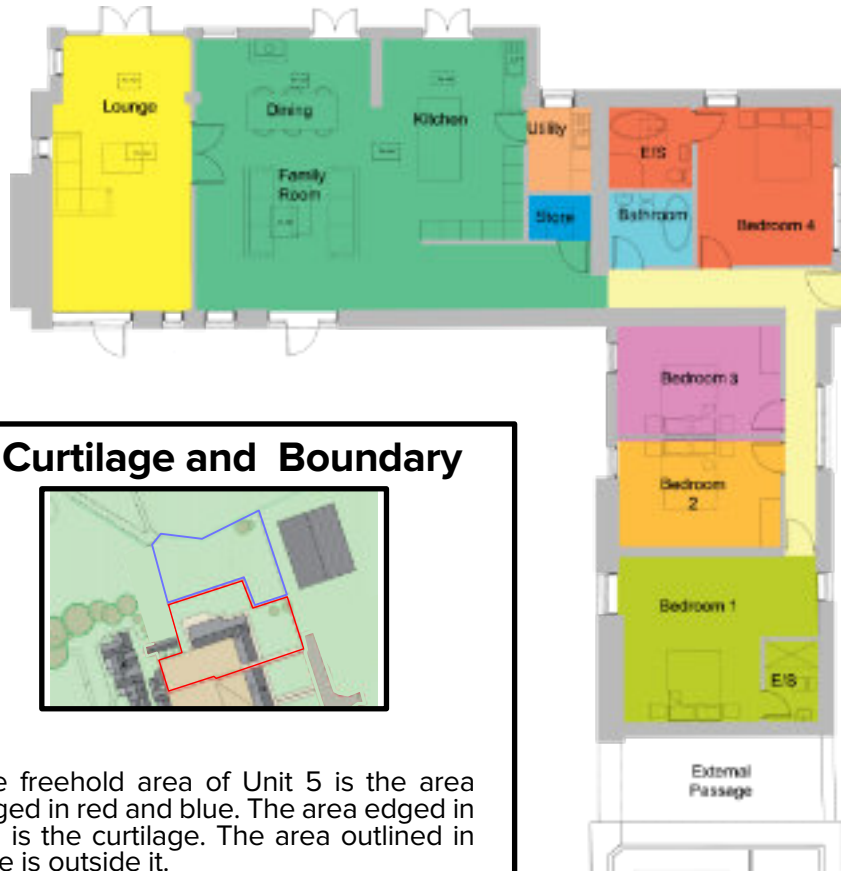 Lounge
Dining
Kitchen
Family
Room
Utility
Store
E/S
Bathroom
Bedroom 4
Bedroom 3
Bedroom
2
Bedroom 1
E/S
External
Passage
Curtilage and Boundary
e freehold area of Unit 5 is the area
ged in red and blue. The area edged in
is the curtilage. The area outlined in
e is outside it.